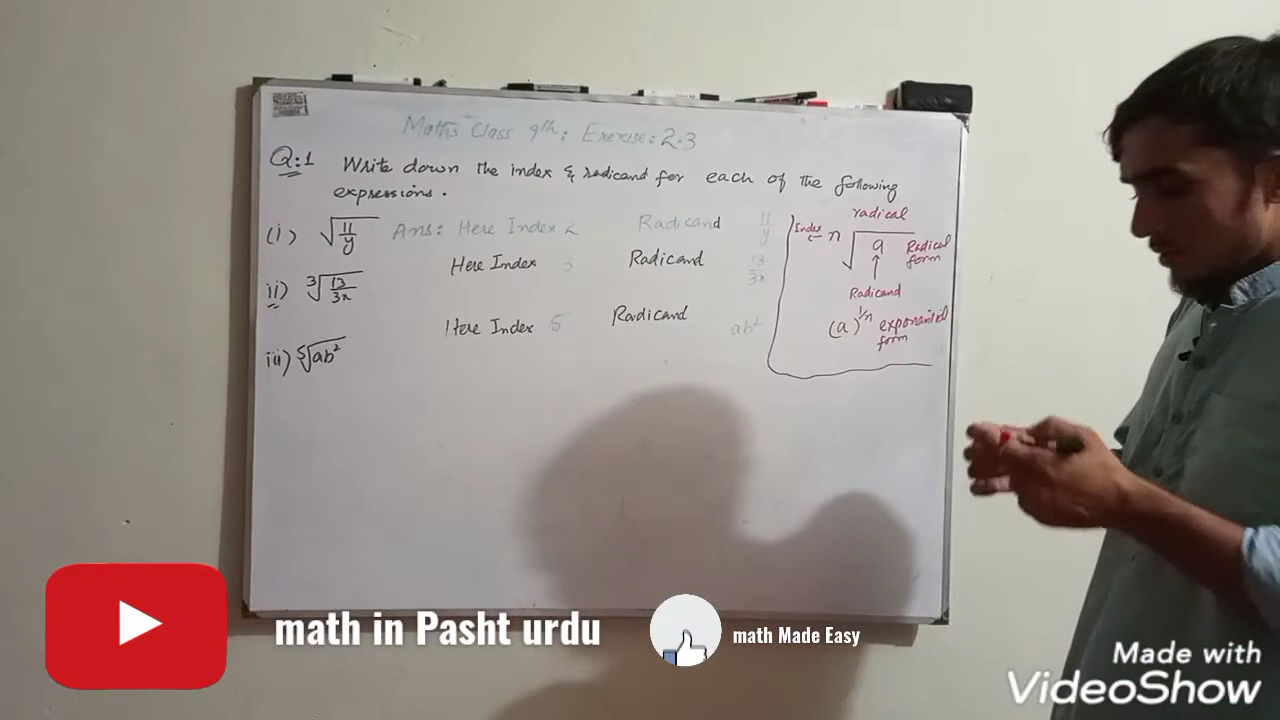 Maths Class 9th: Exercise: 2.3
Q:1 Write down the index & radicand for each of the following
expressions.
(i) √(11/y) Ans: Here Index 2 Radicand 11/y
ii) ³√(13/3x) Here Index 3 Radicand 13/3x
Here Index 5 Radicand ab²
iii) ⁵√ab²
radical
Index ← n √a Radical
form
↑
Radicand
(a)^1/n exponantial
form
math in Pasht urdu
math Made Easy
Made with
VideoShow